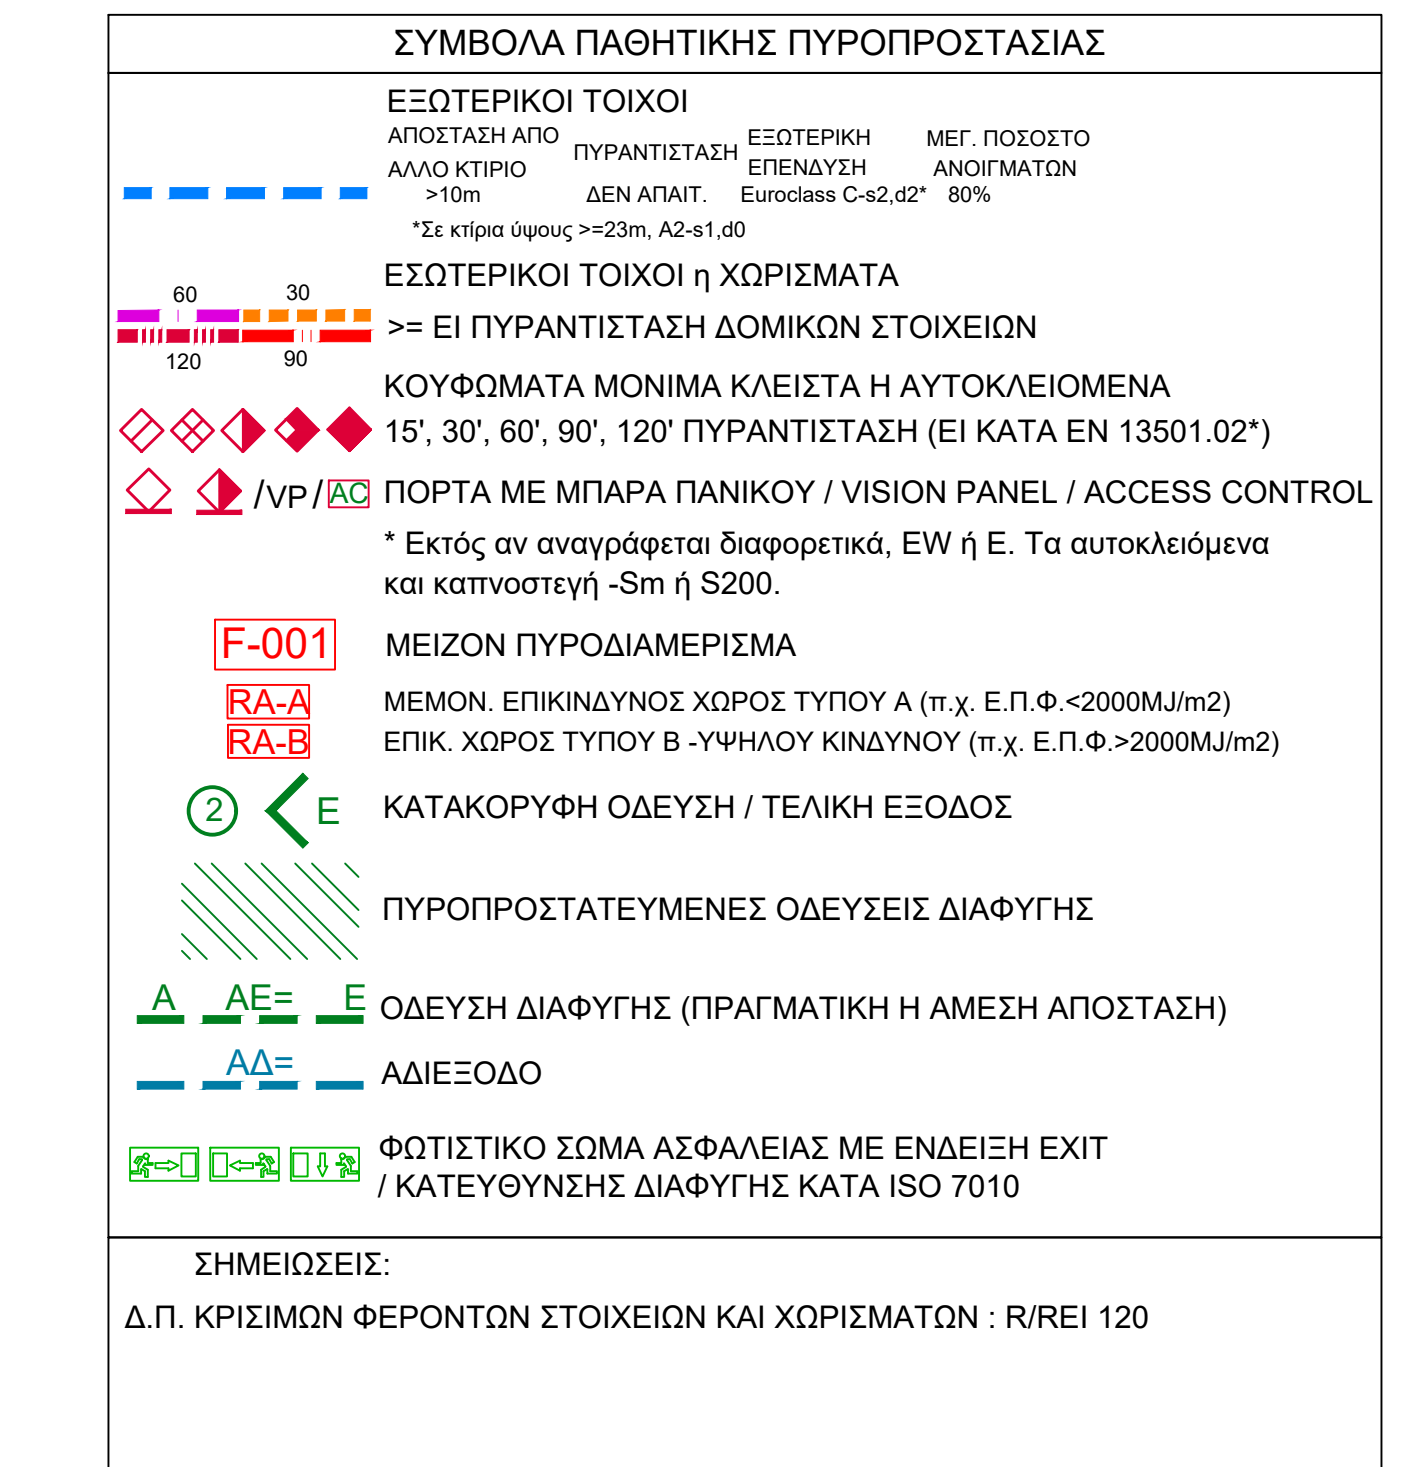 ΣΥΜΒΟΛΑ ΠΑΘΗΤΙΚΗΣ ΠΥΡΟΠΡΟΣΤΑΣΙΑΣ
ΕΞΩΤΕΡΙΚΟΙ ΤΟΙΧΟΙ
ΑΠΟΣΤΑΣΗ ΑΠΟ ΑΛΛΟ ΚΤΙΡΙΟ
ΠΥΡΑΝΤΙΣΤΑΣΗ
ΕΞΩΤΕΡΙΚΗ ΕΠΕΝΔΥΣΗ
ΜΕΓ. ΠΟΣΟΣΤΟ ΑΝΟΙΓΜΑΤΩΝ
>10m ΔΕΝ ΑΠΑΙΤ. Euroclass C-s2,d2* 80%
*Σε κτίρια ύψους >=23m, A2-s1,d0
ΕΣΩΤΕΡΙΚΟΙ ΤΟΙΧΟΙ η ΧΩΡΙΣΜΑΤΑ
60 30
>= EI ΠΥΡΑΝΤΙΣΤΑΣΗ ΔΟΜΙΚΩΝ ΣΤΟΙΧΕΙΩΝ
120 90
ΚΟΥΦΩΜΑΤΑ ΜΟΝΙΜΑ ΚΛΕΙΣΤΑ Η ΑΥΤΟΚΛΕΙΟΜΕΝΑ
15', 30', 60', 90', 120' ΠΥΡΑΝΤΙΣΤΑΣΗ (EI ΚΑΤΑ EN 13501.02*)
/VP/AC ΠΟΡΤΑ ΜΕ ΜΠΑΡΑ ΠΑΝΙΚΟΥ / VISION PANEL / ACCESS CONTROL
* Εκτός αν αναγράφεται διαφορετικά, EW ή E. Τα αυτοκλειόμενα
και καπνοστεγή -Sm ή S200.
F-001 ΜΕΙΖΟΝ ΠΥΡΟΔΙΑΜΕΡΙΣΜΑ
RA-A ΜΕΜΟΝ. ΕΠΙΚΙΝΔΥΝΟΣ ΧΩΡΟΣ ΤΥΠΟΥ Α (π.χ. Ε.Π.Φ.<2000MJ/m2)
RA-B ΕΠΙΚ. ΧΩΡΟΣ ΤΥΠΟΥ Β -ΥΨΗΛΟΥ ΚΙΝΔΥΝΟΥ (π.χ. Ε.Π.Φ.>2000MJ/m2)
2 E ΚΑΤΑΚΟΡΥΦΗ ΟΔΕΥΣΗ / ΤΕΛΙΚΗ ΕΞΟΔΟΣ
ΠΥΡΟΠΡΟΣΤΑΤΕΥΜΕΝΕΣ ΟΔΕΥΣΕΙΣ ΔΙΑΦΥΓΗΣ
Α ΑΕ= Ε ΟΔΕΥΣΗ ΔΙΑΦΥΓΗΣ (ΠΡΑΓΜΑΤΙΚΗ Η ΑΜΕΣΗ ΑΠΟΣΤΑΣΗ)
ΑΔ= ΑΔΙΕΞΟΔΟ
ΦΩΤΙΣΤΙΚΟ ΣΩΜΑ ΑΣΦΑΛΕΙΑΣ ΜΕ ΕΝΔΕΙΞΗ EXIT
/ ΚΑΤΕΥΘΥΝΣΗΣ ΔΙΑΦΥΓΗΣ ΚΑΤΑ ISO 7010
ΣΗΜΕΙΩΣΕΙΣ:
Δ.Π. ΚΡΙΣΙΜΩΝ ΦΕΡΟΝΤΩΝ ΣΤΟΙΧΕΙΩΝ ΚΑΙ ΧΩΡΙΣΜΑΤΩΝ : R/REI 120